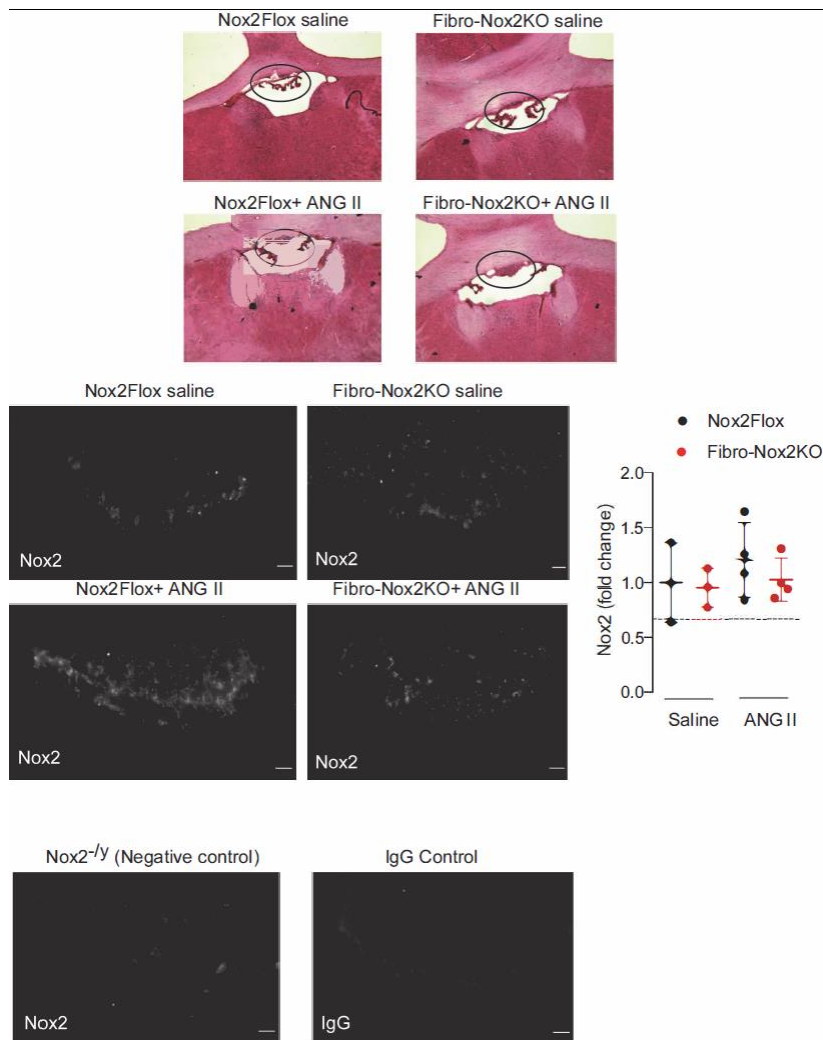 Nox2Flox saline
Fibro-Nox2KO saline
Nox2Flox+ ANG II
Fibro-Nox2KO+ ANG II
Nox2Flox saline
Fibro-Nox2KO saline
Nox2
Nox2
Nox2Flox+ ANG II
Fibro-Nox2KO+ ANG II
Nox2
Nox2
Nox2Flox
Fibro-Nox2KO
Nox2 (fold change)
2.0
1.5
1.0
0.5
0.0
Saline
ANG II
Nox2-/y (Negative control)
IgG Control
Nox2
IgG